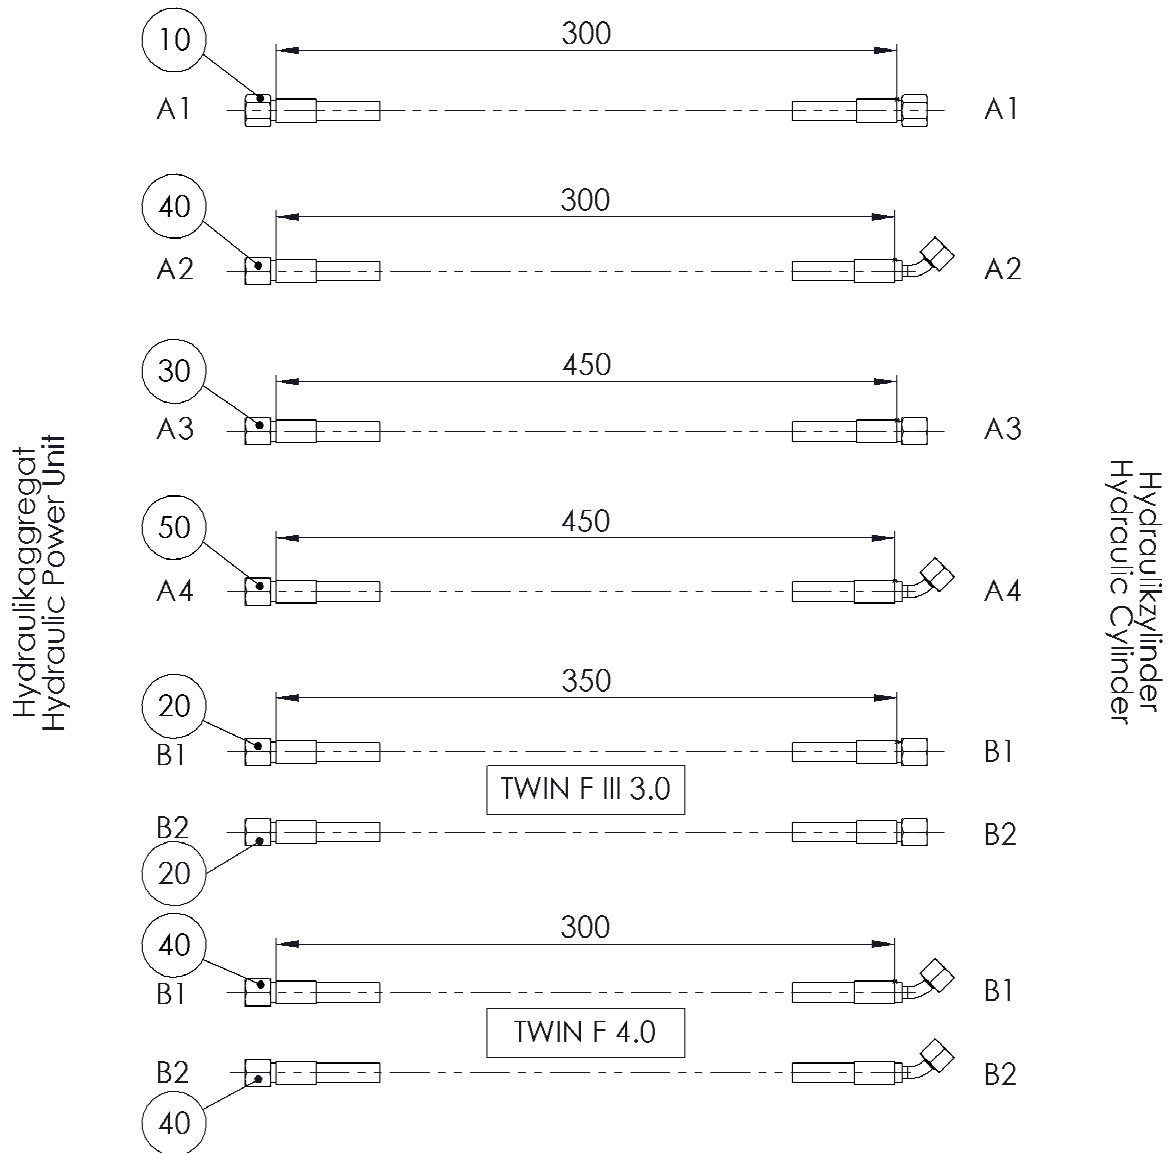 10
300
A1
A1
40
300
A2
A2
30
450
A3
A3
Hydraulikaggregat
Hydraulic Power Unit
Hydraulikzylinder
Hydraulic Cylinder
50
450
A4
A4
20
350
B1
B1
TWIN F III 3.0
B2
B2
20
40
300
B1
B1
TWIN F 4.0
B2
B2
40